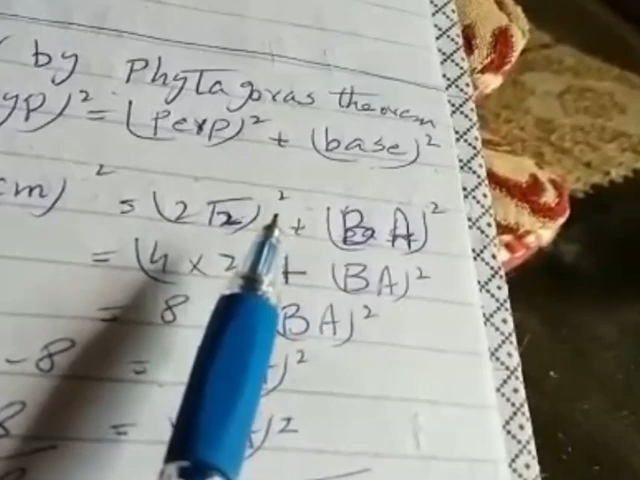 by Phytagoras theorem
yp)² = (perp)² + (base)²
cm)² = (2√2)² + (BA)²
= (4 × 2 + (BA)²
= 8 BA)²
-8 = )²
8 = )²